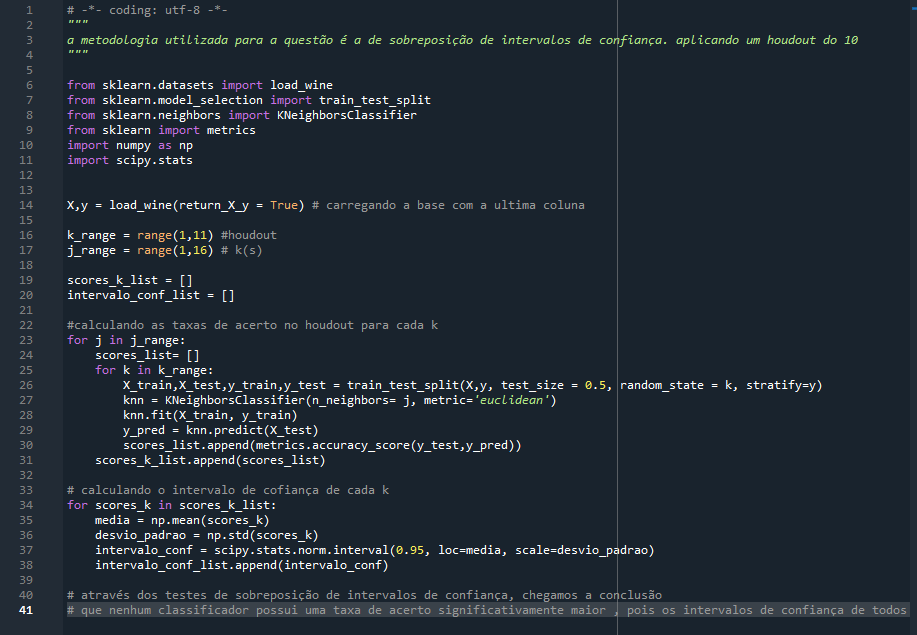 1 # -*- coding: utf-8 -*-
2 """
3 a metodologia utilizada para a questão é a de sobreposição de intervalos de confiança. aplicando um houdout do 10
4 """
5
6 from sklearn.datasets import load_wine
7 from sklearn.model_selection import train_test_split
8 from sklearn.neighbors import KNeighborsClassifier
9 from sklearn import metrics
10 import numpy as np
11 import scipy.stats
12
13
14 X,y = load_wine(return_X_y = True) # carregando a base com a ultima coluna
15
16 k_range = range(1,11) #houdout
17 j_range = range(1,16) # k(s)
18
19 scores_k_list = []
20 intervalo_conf_list = []
21
22 #calculando as taxas de acerto no houdout para cada k
23 for j in j_range:
24     scores_list= []
25     for k in k_range:
26         X_train,X_test,y_train,y_test = train_test_split(X,y, test_size = 0.5, random_state = k, stratify=y)
27         knn = KNeighborsClassifier(n_neighbors= j, metric='euclidean')
28         knn.fit(X_train, y_train)
29         y_pred = knn.predict(X_test)
30         scores_list.append(metrics.accuracy_score(y_test,y_pred))
31     scores_k_list.append(scores_list)
32
33 # calculando o intervalo de cofiança de cada k
34 for scores_k in scores_k_list:
35     media = np.mean(scores_k)
36     desvio_padrao = np.std(scores_k)
37     intervalo_conf = scipy.stats.norm.interval(0.95, loc=media, scale=desvio_padrao)
38     intervalo_conf_list.append(intervalo_conf)
39
40 # através dos testes de sobreposição de intervalos de confiança, chegamos a conclusão
41 # que nenhum classificador possui uma taxa de acerto significativamente maior , pois os intervalos de confiança de todos